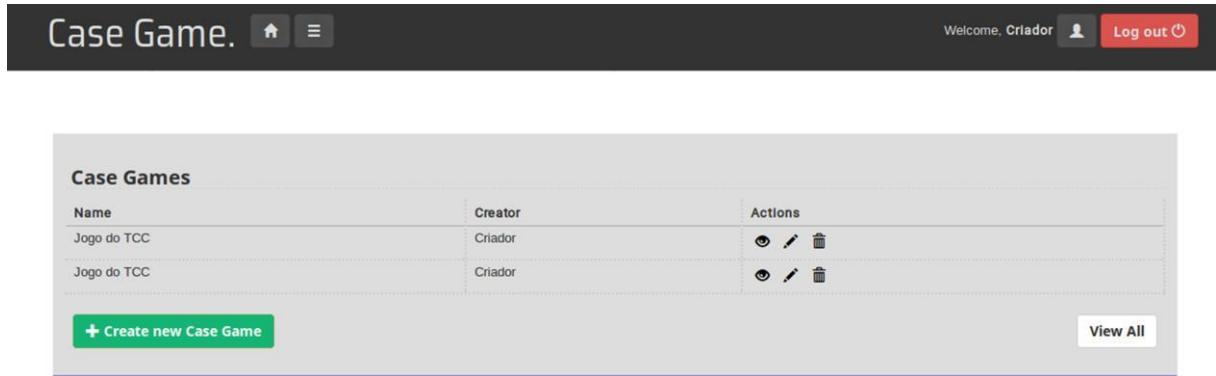 Case Game.
Welcome, Criador
Log out
Case Games
Name Creator Actions
Jogo do TCC Criador
Jogo do TCC Criador
Create new Case Game
View All